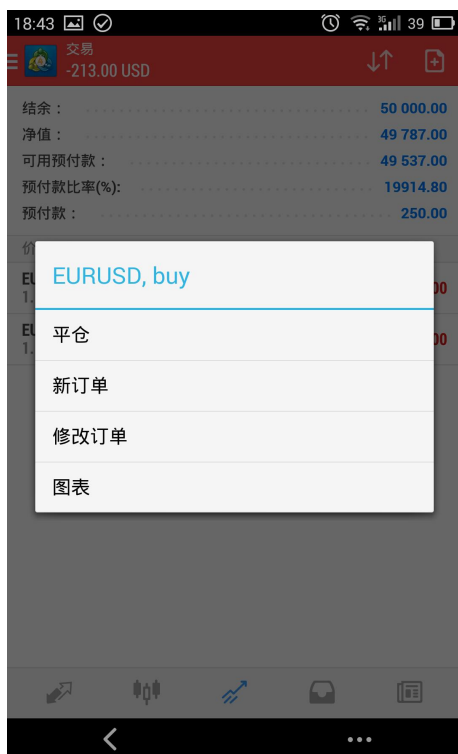 18:43 3G 39
交易
-213.00 USD
结余： 50 000.00
净值： 49 787.00
可用预付款： 49 537.00
预付款比率(%): 19914.80
预付款： 250.00
EURUSD, buy
平仓
新订单
修改订单
图表